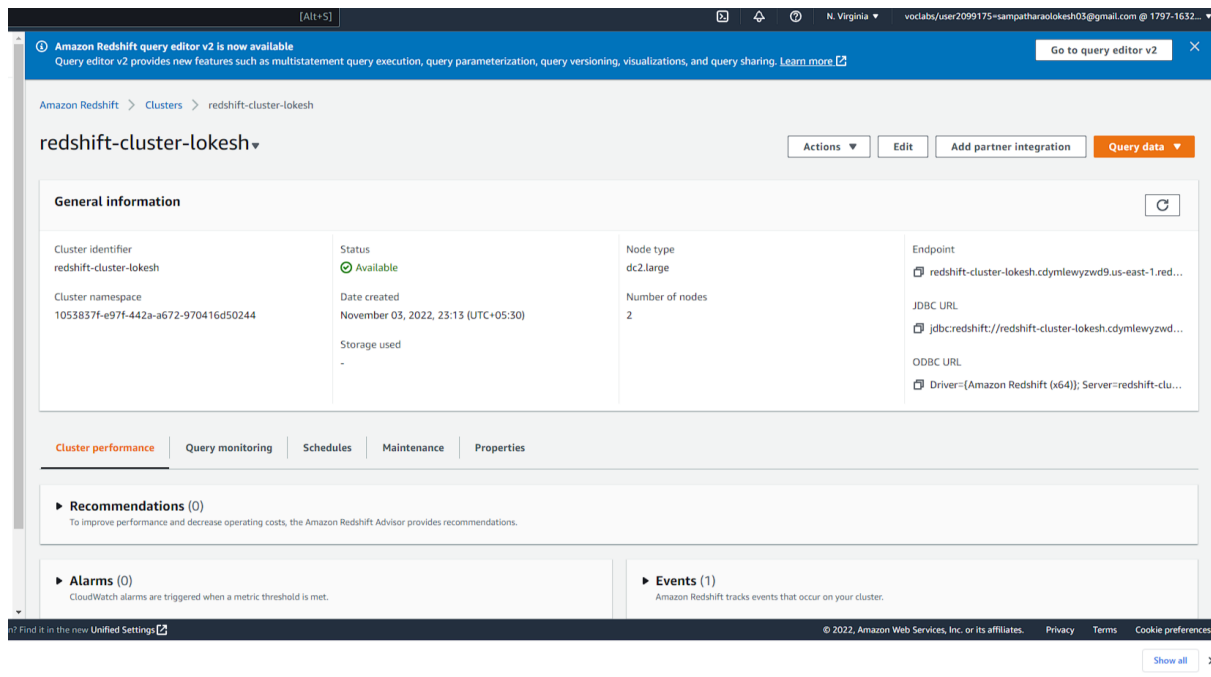 [Alt+S]
N. Virginia ▼
voclabs/user2099175=sampatharaolokesh03@gmail.com @ 1797-1632... ▼
Amazon Redshift query editor v2 is now available
Query editor v2 provides new features such as multistatement query execution, query parameterization, query versioning, visualizations, and query sharing. Learn more
Go to query editor v2
Amazon Redshift > Clusters > redshift-cluster-lokesh
redshift-cluster-lokesh ▼
Actions ▼
Edit
Add partner integration
Query data ▼
General information
Cluster identifier
redshift-cluster-lokesh
Cluster namespace
1053837f-e97f-442a-a672-970416d50244
Status
Available
Date created
November 03, 2022, 23:13 (UTC+05:30)
Storage used
-
Node type
dc2.large
Number of nodes
2
Endpoint
redshift-cluster-lokesh.cdymlewyzwd9.us-east-1.red...
JDBC URL
jdbc:redshift://redshift-cluster-lokesh.cdymlewyzwd...
ODBC URL
Driver={Amazon Redshift (x64)}; Server=redshift-clu...
Cluster performance
Query monitoring
Schedules
Maintenance
Properties
Recommendations (0)
To improve performance and decrease operating costs, the Amazon Redshift Advisor provides recommendations.
Alarms (0)
CloudWatch alarms are triggered when a metric threshold is met.
Events (1)
Amazon Redshift tracks events that occur on your cluster.
n? Find it in the new Unified Settings
© 2022, Amazon Web Services, Inc. or its affiliates.
Privacy
Terms
Cookie preferences
Show all